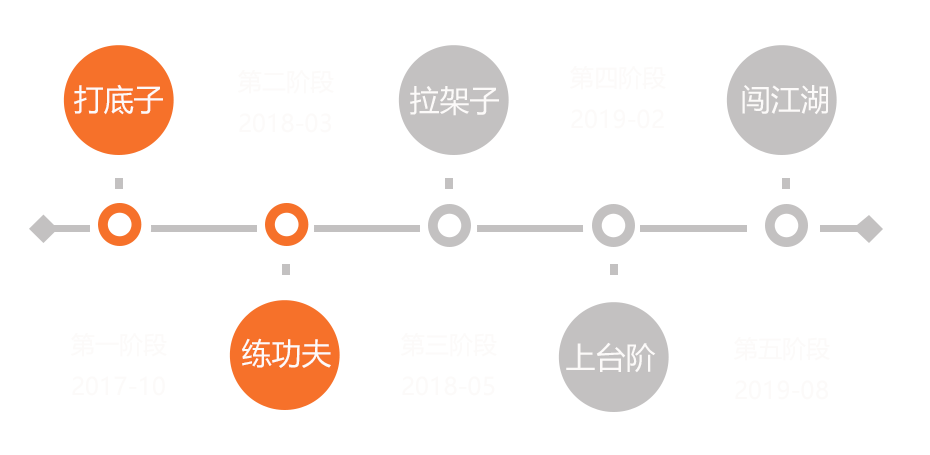 打底子
第二阶段
2018-03
拉架子
第四阶段
2019-02
闯江湖
第一阶段
2017-10
练功夫
第三阶段
2018-05
上台阶
第五阶段
2019-08